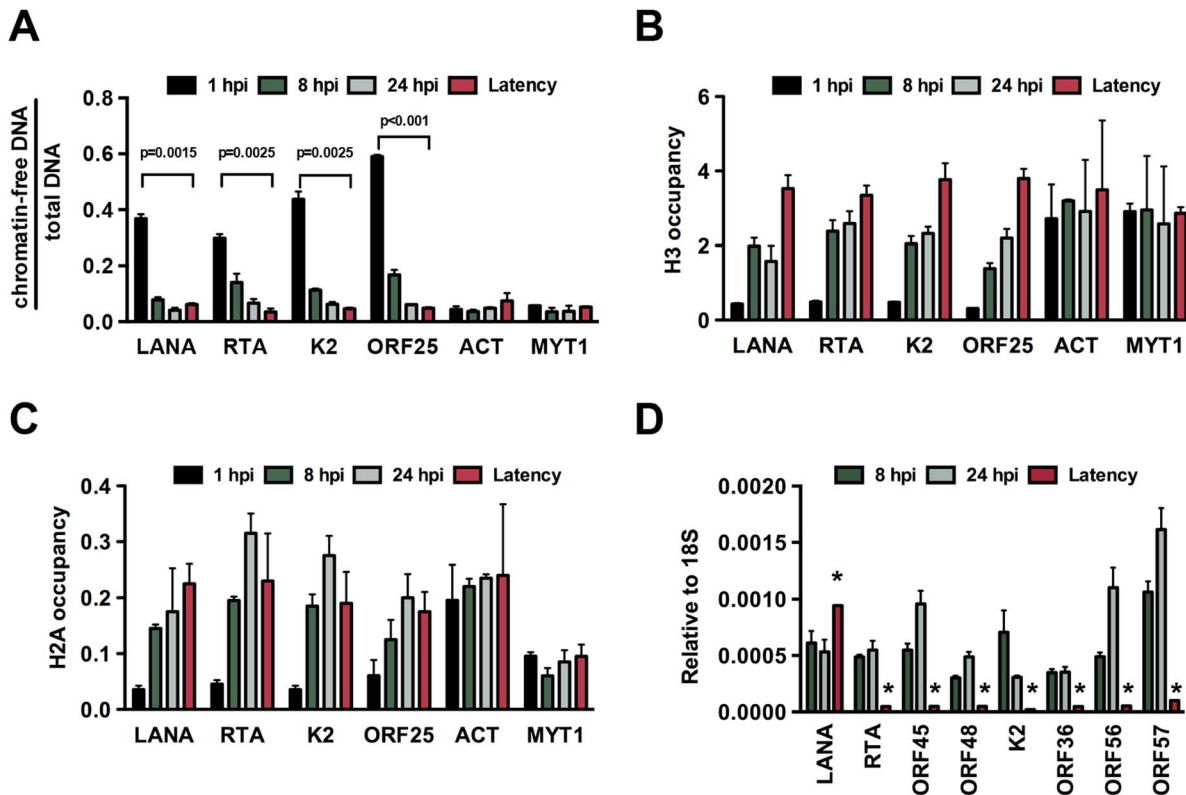 A
1 hpi 8 hpi 24 hpi Latency
chromatin-free DNA
total DNA
0.8
0.6
0.4
0.2
0.0
p=0.0015
p=0.0025
p=0.0025
p<0.001
LANA RTA K2 ORF25 ACT MYT1
B
1 hpi 8 hpi 24 hpi Latency
H3 occupancy
6
4
2
0
LANA RTA K2 ORF25 ACT MYT1
C
1 hpi 8 hpi 24 hpi Latency
H2A occupancy
0.4
0.3
0.2
0.1
0.0
LANA RTA K2 ORF25 ACT MYT1
D
8 hpi 24 hpi Latency
Relative to 18S
0.0020
0.0015
0.0010
0.0005
0.0000
* * * * * * * *
LANA
RTA
ORF45
ORF48
K2
ORF36
ORF56
ORF57